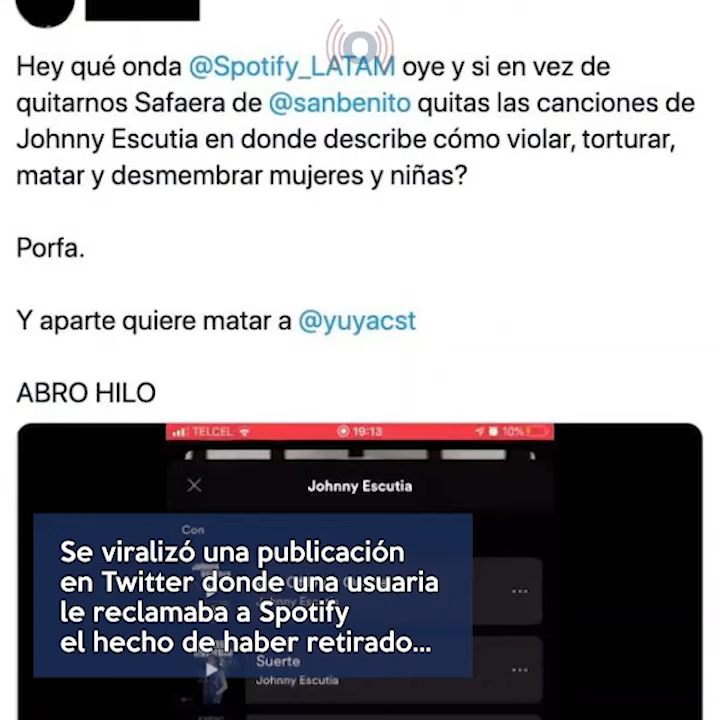 Hey qué onda @Spotify_LATAM oye y si en vez de
quitarnos Safaera de @sanbenito quitas las canciones de
Johnny Escutia en donde describe cómo violar, torturar,
matar y desmembrar mujeres y niñas?
Porfa.
Y aparte quiere matar a @yuyacst
ABRO HILO
TELCEL 19:13 10%
Johnny Escutia
Con
Se viralizó una publicación
en Twitter donde una usuaria
le reclamaba a Spotify
el hecho de haber retirado...
Suerte
Johnny Escutia